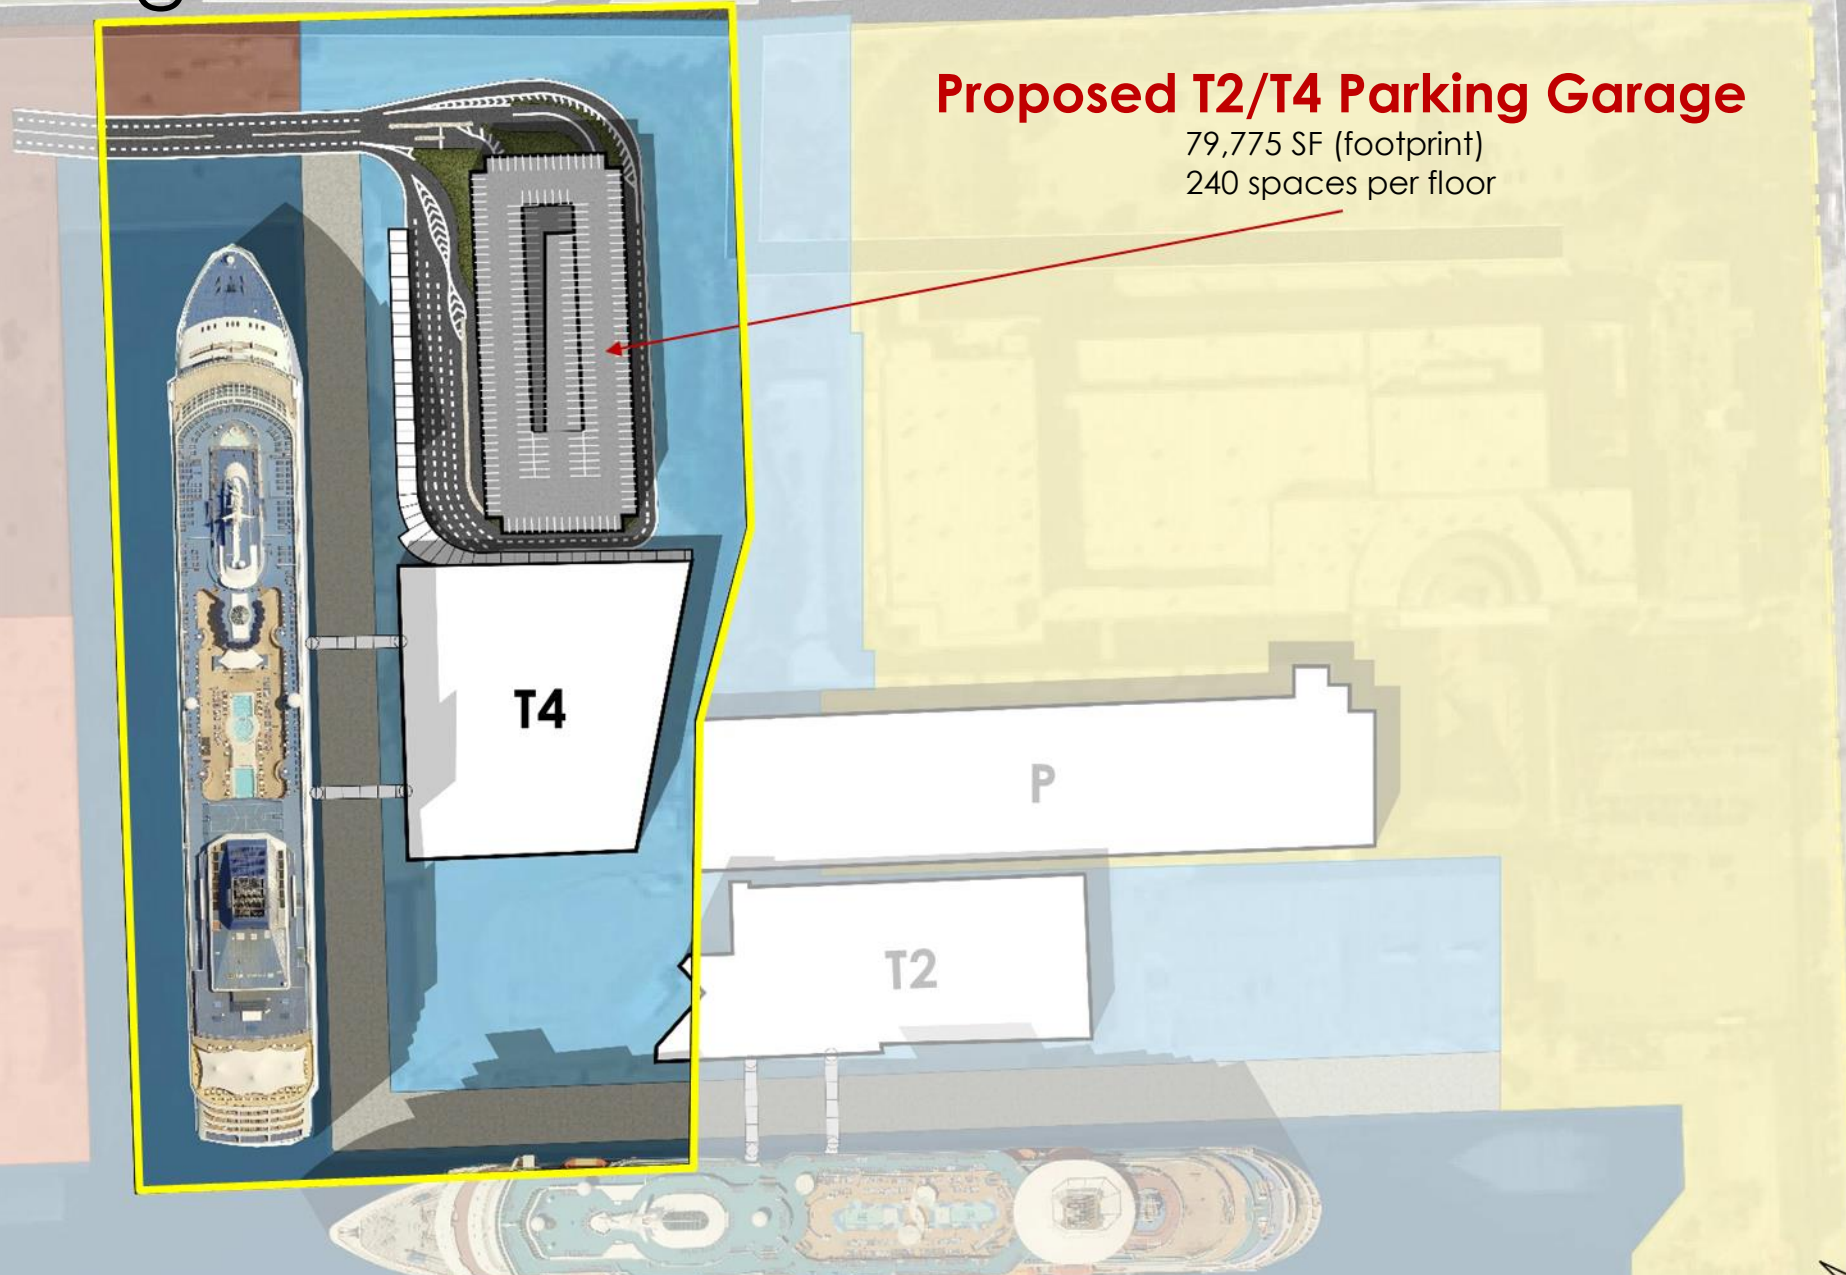 Proposed T2/T4 Parking Garage
79,775 SF (footprint)
240 spaces per floor
T4
P
T2